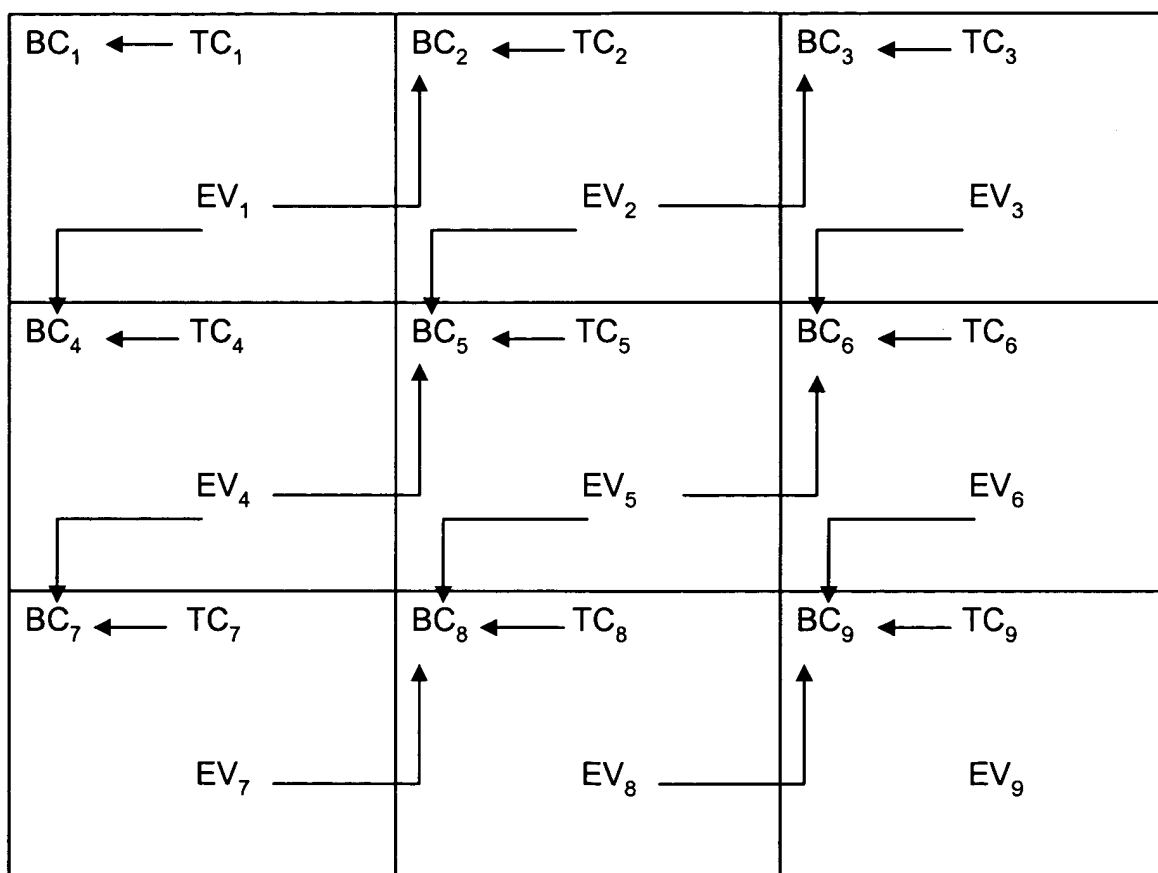 BC₁ TC₁ BC₂ TC₂ BC₃ TC₃
EV₁ EV₂ EV₃
BC₄ TC₄ BC₅ TC₅ BC₆ TC₆
EV₄ EV₅ EV₆
BC₇ TC₇ BC₈ TC₈ BC₉ TC₉
EV₇ EV₈ EV₉